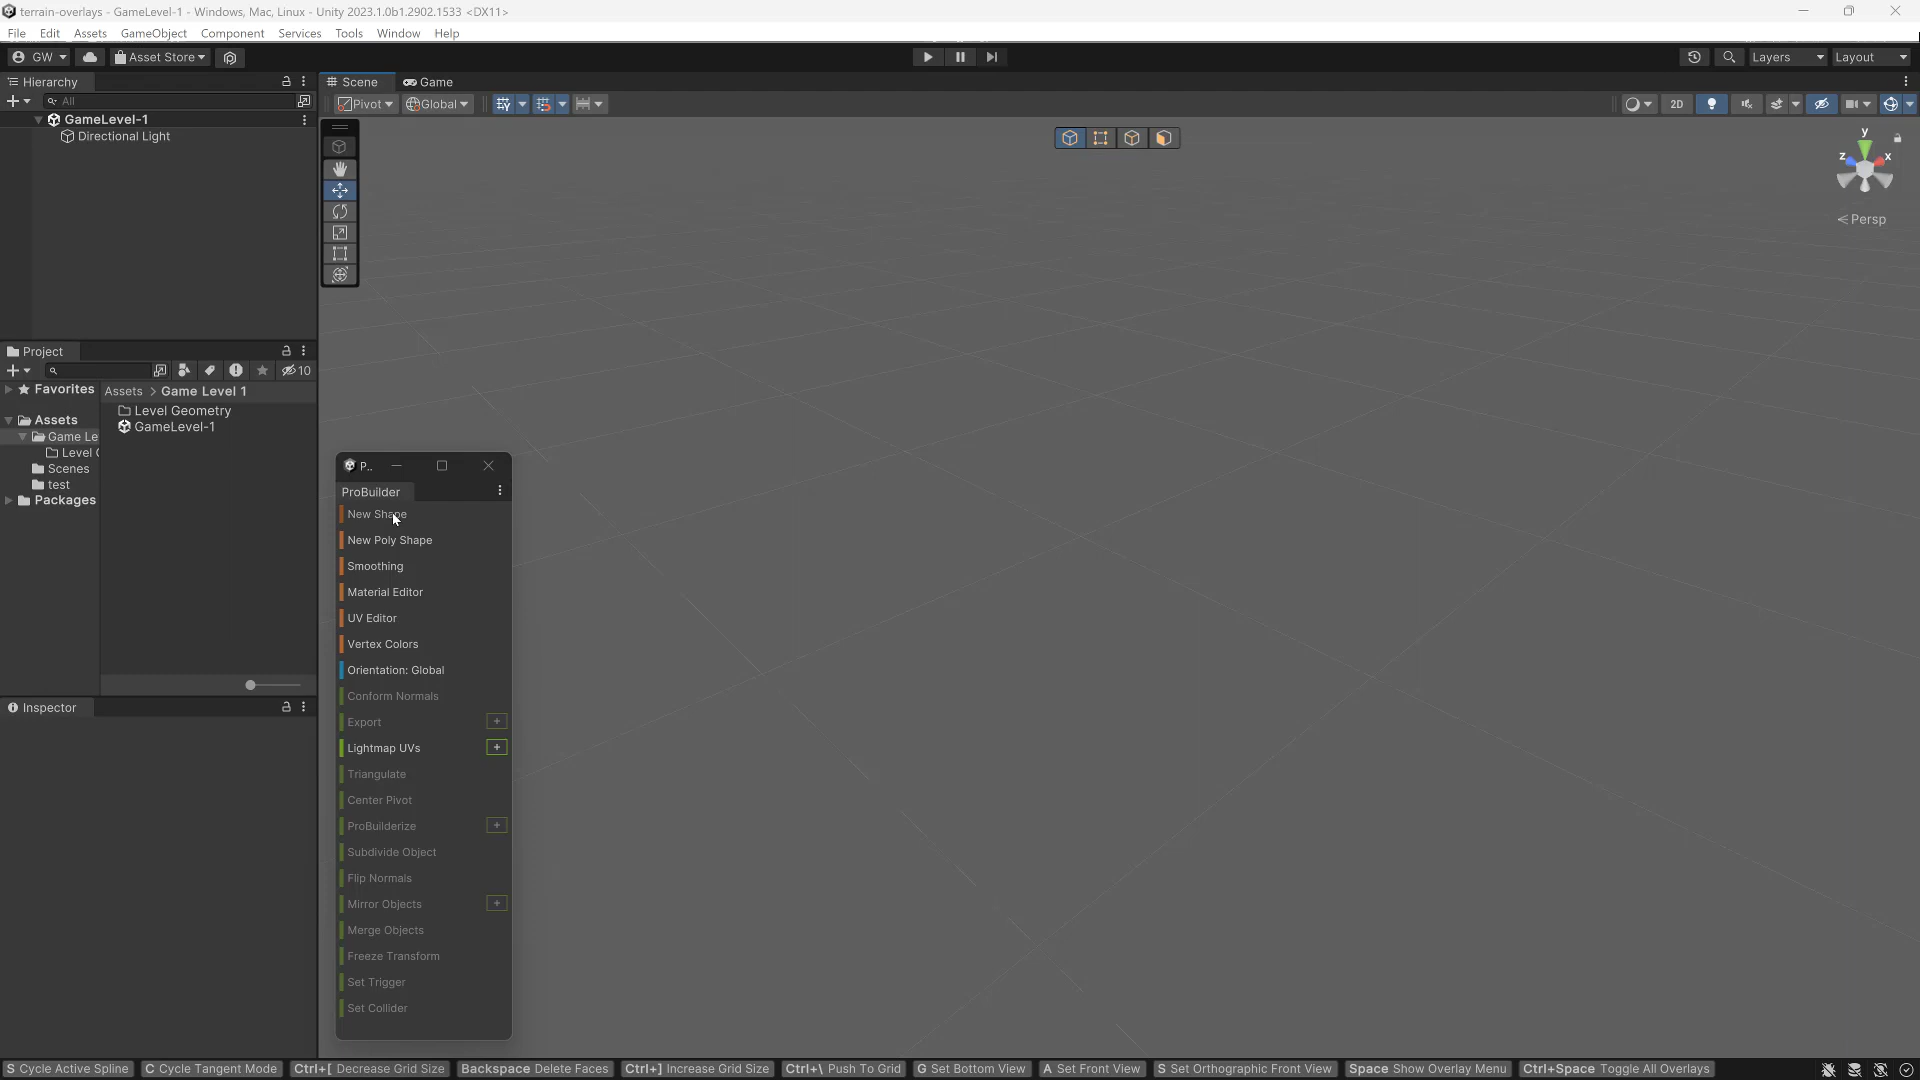 terrain-overlays - GameLevel-1 - Windows, Mac, Linux - Unity 2023.1.0b1.2902.1533 <DX11>
File Edit Assets GameObject Component Services Tools Window Help
GW Asset Store Layers Layout
Hierarchy
All
GameLevel-1
Directional Light
Scene Game
Pivot Global 2D
y
z x
Persp
Project
10
Favorites
Assets
Game Le
Level (
Scenes
test
Packages
Assets > Game Level 1
Level Geometry
GameLevel-1
Inspector
P..
ProBuilder
New Shape
New Poly Shape
Smoothing
Material Editor
UV Editor
Vertex Colors
Orientation: Global
Conform Normals
Export +
Lightmap UVs +
Triangulate
Center Pivot
ProBuilderize +
Subdivide Object
Flip Normals
Mirror Objects +
Merge Objects
Freeze Transform
Set Trigger
Set Collider
S Cycle Active Spline C Cycle Tangent Mode Ctrl+[ Decrease Grid Size Backspace Delete Faces Ctrl+] Increase Grid Size Ctrl+\ Push To Grid G Set Bottom View A Set Front View S Set Orthographic Front View Space Show Overlay Menu Ctrl+Space Toggle All Overlays